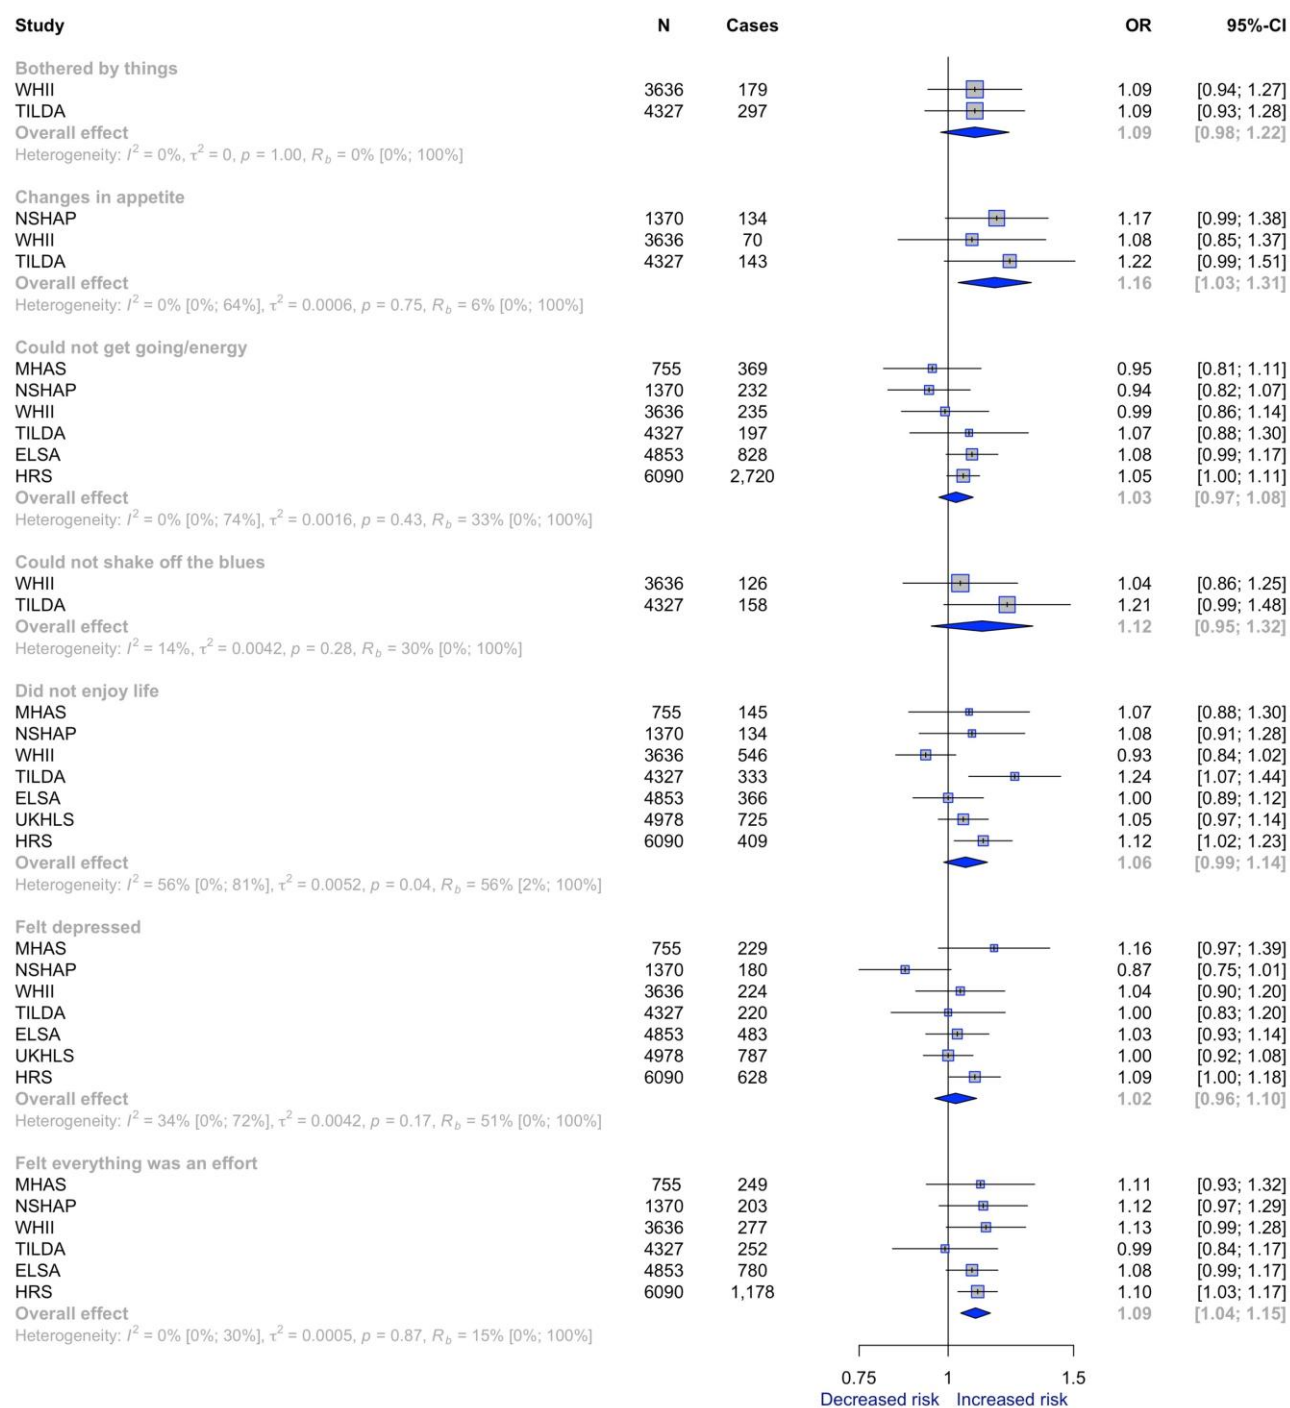 Study N Cases OR 95%-CI
Bothered by things
WHII 3636 179 1.09 [0.94; 1.27]
TILDA 4327 297 1.09 [0.93; 1.28]
Overall effect 1.09 [0.98; 1.22]
Heterogeneity: I² = 0%, τ² = 0, p = 1.00, R_b = 0% [0%; 100%]
Changes in appetite
NSHAP 1370 134 1.17 [0.99; 1.38]
WHII 3636 70 1.08 [0.85; 1.37]
TILDA 4327 143 1.22 [0.99; 1.51]
Overall effect 1.16 [1.03; 1.31]
Heterogeneity: I² = 0% [0%; 64%], τ² = 0.0006, p = 0.75, R_b = 6% [0%; 100%]
Could not get going/energy
MHAS 755 369 0.95 [0.81; 1.11]
NSHAP 1370 232 0.94 [0.82; 1.07]
WHII 3636 235 0.99 [0.86; 1.14]
TILDA 4327 197 1.07 [0.88; 1.30]
ELSA 4853 828 1.08 [0.99; 1.17]
HRS 6090 2,720 1.05 [1.00; 1.11]
Overall effect 1.03 [0.97; 1.08]
Heterogeneity: I² = 0% [0%; 74%], τ² = 0.0016, p = 0.43, R_b = 33% [0%; 100%]
Could not shake off the blues
WHII 3636 126 1.04 [0.86; 1.25]
TILDA 4327 158 1.21 [0.99; 1.48]
Overall effect 1.12 [0.95; 1.32]
Heterogeneity: I² = 14%, τ² = 0.0042, p = 0.28, R_b = 30% [0%; 100%]
Did not enjoy life
MHAS 755 145 1.07 [0.88; 1.30]
NSHAP 1370 134 1.08 [0.91; 1.28]
WHII 3636 546 0.93 [0.84; 1.02]
TILDA 4327 333 1.24 [1.07; 1.44]
ELSA 4853 366 1.00 [0.89; 1.12]
UKHLS 4978 725 1.05 [0.97; 1.14]
HRS 6090 409 1.12 [1.02; 1.23]
Overall effect 1.06 [0.99; 1.14]
Heterogeneity: I² = 56% [0%; 81%], τ² = 0.0052, p = 0.04, R_b = 56% [2%; 100%]
Felt depressed
MHAS 755 229 1.16 [0.97; 1.39]
NSHAP 1370 180 0.87 [0.75; 1.01]
WHII 3636 224 1.04 [0.90; 1.20]
TILDA 4327 220 1.00 [0.83; 1.20]
ELSA 4853 483 1.03 [0.93; 1.14]
UKHLS 4978 787 1.00 [0.92; 1.08]
HRS 6090 628 1.09 [1.00; 1.18]
Overall effect 1.02 [0.96; 1.10]
Heterogeneity: I² = 34% [0%; 72%], τ² = 0.0042, p = 0.17, R_b = 51% [0%; 100%]
Felt everything was an effort
MHAS 755 249 1.11 [0.93; 1.32]
NSHAP 1370 203 1.12 [0.97; 1.29]
WHII 3636 277 1.13 [0.99; 1.28]
TILDA 4327 252 0.99 [0.84; 1.17]
ELSA 4853 780 1.08 [0.99; 1.17]
HRS 6090 1,178 1.10 [1.03; 1.17]
Overall effect 1.09 [1.04; 1.15]
Heterogeneity: I² = 0% [0%; 30%], τ² = 0.0005, p = 0.87, R_b = 15% [0%; 100%]
0.75 1 1.5
Decreased risk Increased risk